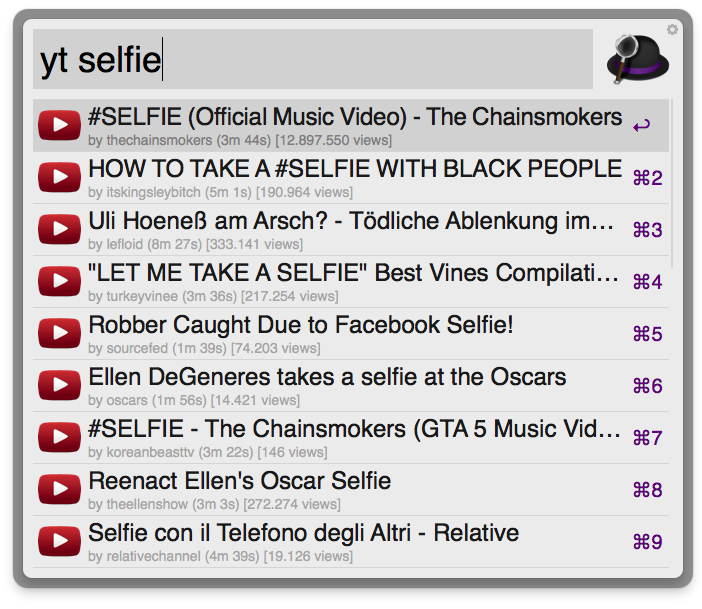 yt selfie
#SELFIE (Official Music Video) - The Chainsmokers
by thechainsmokers (3m 44s) [12.897.550 views]
↩
HOW TO TAKE A #SELFIE WITH BLACK PEOPLE
by itskingsleybitch (5m 1s) [190.964 views]
⌘2
Uli Hoeneß am Arsch? - Tödliche Ablenkung im…
by lefloid (8m 27s) [333.141 views]
⌘3
"LET ME TAKE A SELFIE" Best Vines Compilati…
by turkeyvinee (3m 36s) [217.254 views]
⌘4
Robber Caught Due to Facebook Selfie!
by sourcefed (1m 39s) [74.203 views]
⌘5
Ellen DeGeneres takes a selfie at the Oscars
by oscars (1m 56s) [14.421 views]
⌘6
#SELFIE - The Chainsmokers (GTA 5 Music Vid…
by koreanbeasttv (3m 22s) [146 views]
⌘7
Reenact Ellen's Oscar Selfie
by theellenshow (3m 3s) [272.274 views]
⌘8
Selfie con il Telefono degli Altri - Relative
by relativechannel (4m 39s) [19.126 views]
⌘9